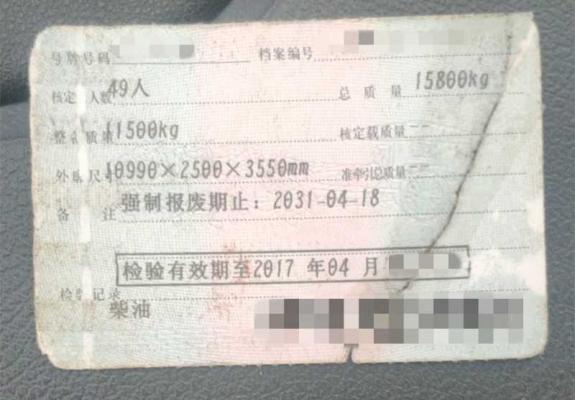 号牌号码 档案编号
核定人数 49人 总质量 15800kg
整备质量 11500kg 核定载质量 --
外廓尺寸 10990×2500×3550mm 准牵引总质量 --
备注 强制报废期止：2031-04-18
检验有效期至2017 年04 月
检验记录
柴油